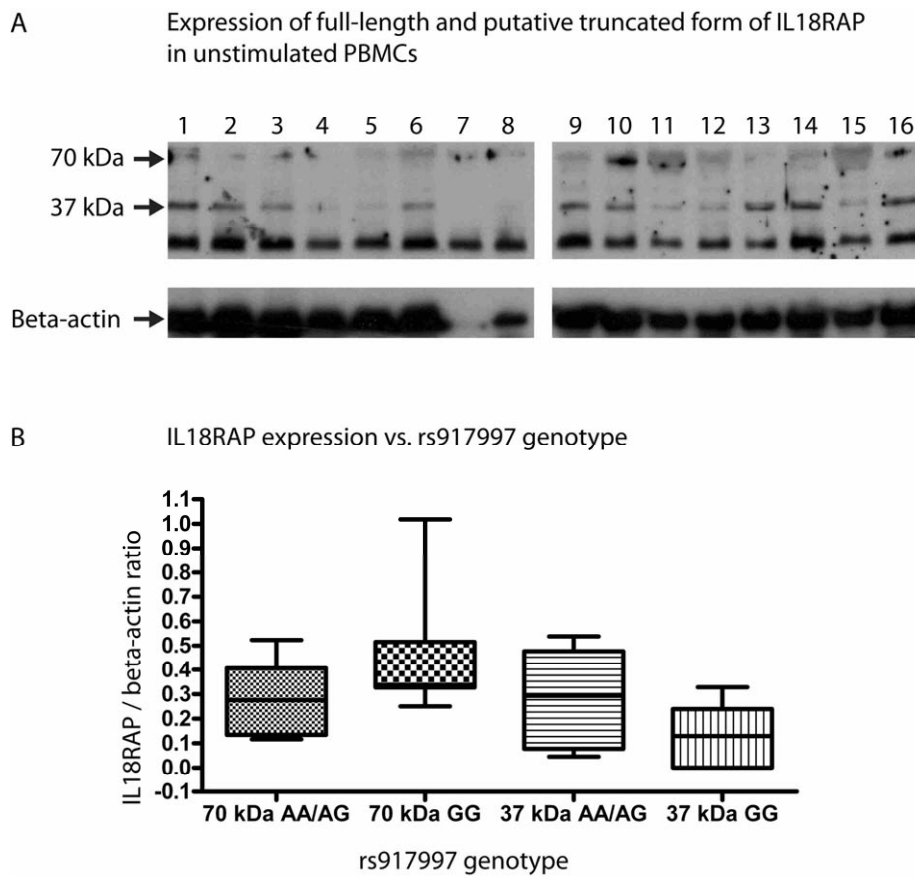 A
Expression of full-length and putative truncated form of IL18RAP
in unstimulated PBMCs
1 2 3 4 5 6 7 8 9 10 11 12 13 14 15 16
70 kDa
37 kDa
Beta-actin
B
IL18RAP expression vs. rs917997 genotype
IL18RAP / beta-actin ratio
1.1
1.0
0.9
0.8
0.7
0.6
0.5
0.4
0.3
0.2
0.1
0.0
-0.1
70 kDa AA/AG 70 kDa GG 37 kDa AA/AG 37 kDa GG
rs917997 genotype